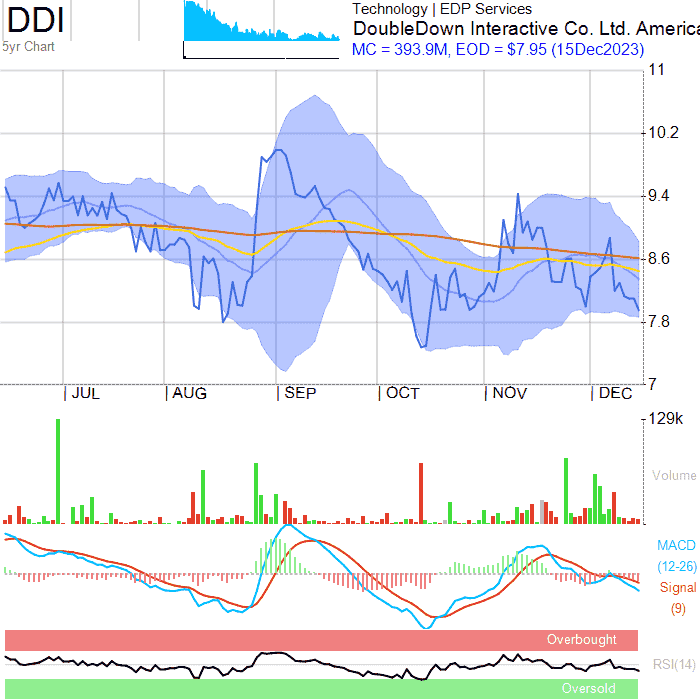 DDI
5yr Chart
Technology | EDP Services
DoubleDown Interactive Co. Ltd. America
MC = 393.9M, EOD = $7.95 (15Dec2023)
11
10.2
9.4
8.6
7.8
7
JUL
AUG
SEP
OCT
NOV
DEC
129k
Volume
MACD
(12-26)
Signal
(9)
Overbought
RSI(14)
Oversold